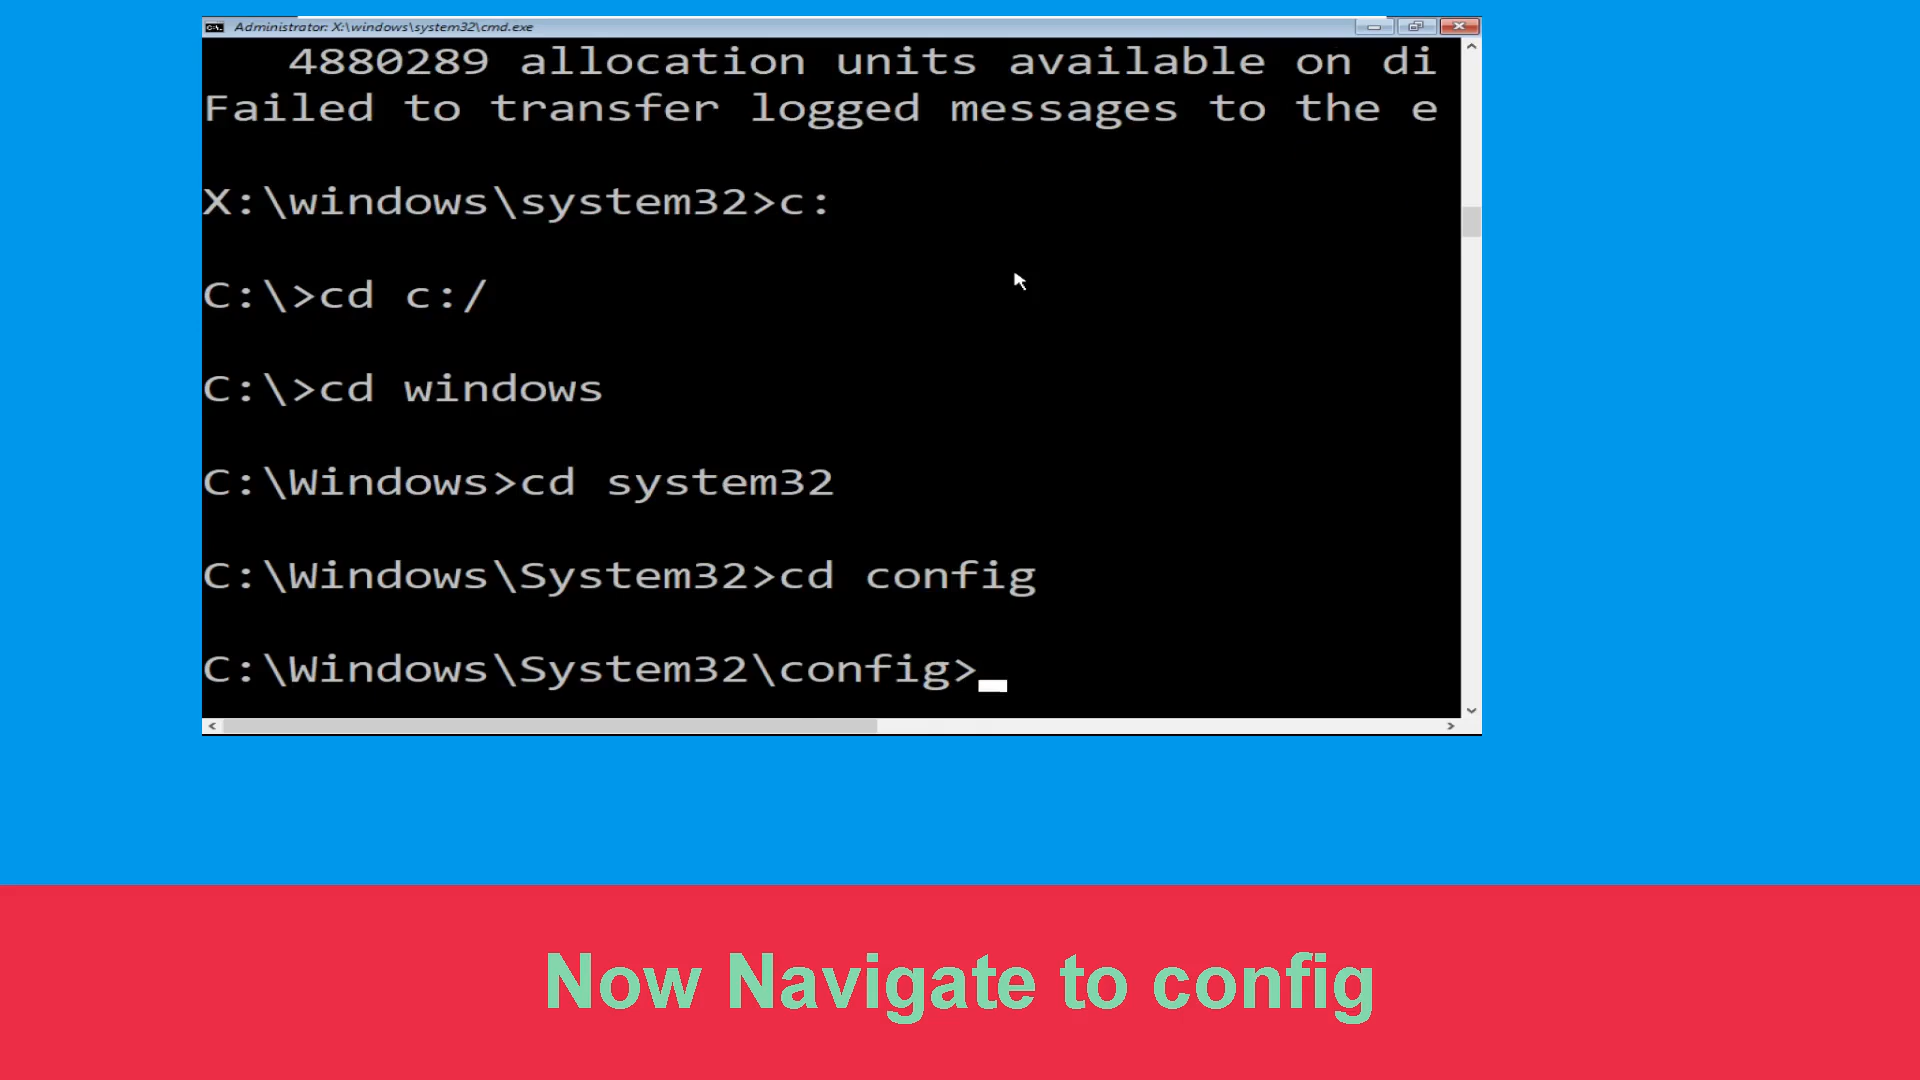 Administrator: X:\windows\system32\cmd.exe
4880289 allocation units available on di
Failed to transfer logged messages to the e
X:\windows\system32>c:
C:\>cd c:/
C:\>cd windows
C:\Windows>cd system32
C:\Windows\System32>cd config
C:\Windows\System32\config>
Now Navigate to config